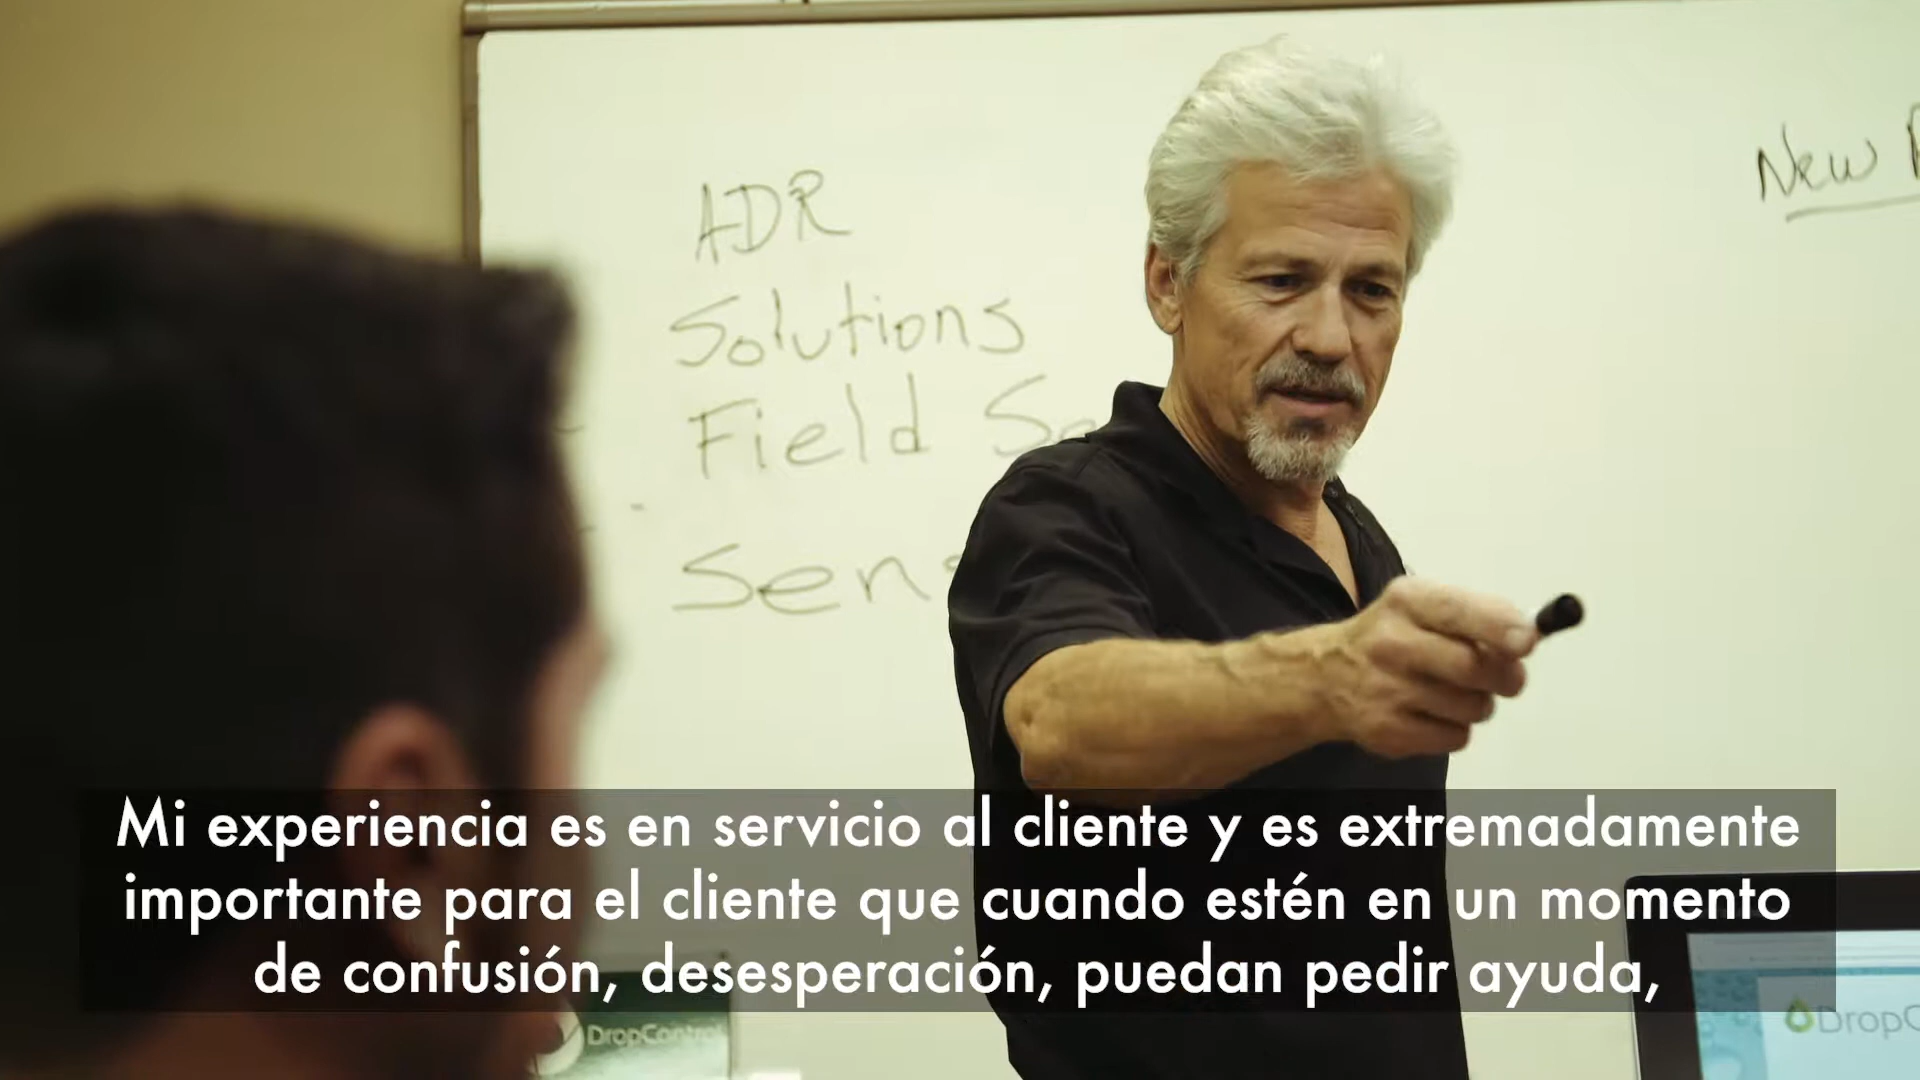 ADR
Solutions
Field
New
Mi experiencia es en servicio al cliente y es extremadamente
importante para el cliente que cuando estén en un momento
de confusión, desesperación, puedan pedir ayuda,
DropControl